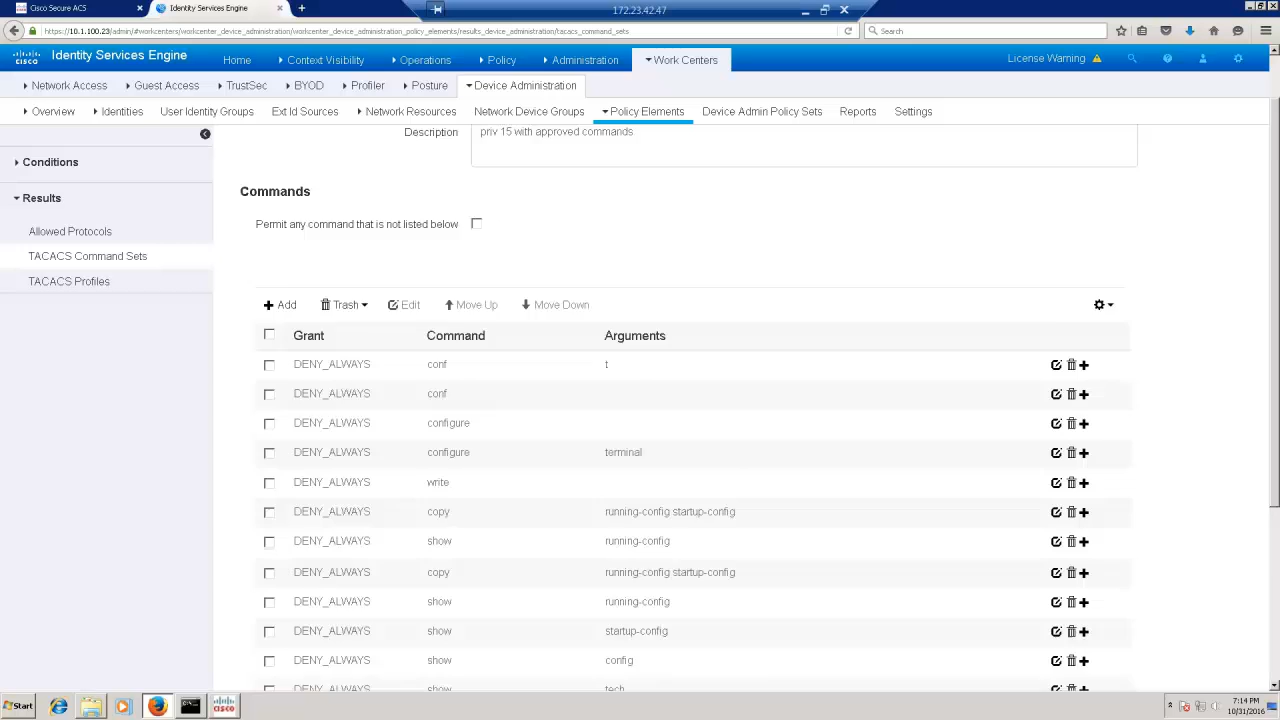 Cisco Secure ACS
Identity Services Engine
172.23.42.47
https://10.1.100.23/admin/#workcenters/workcenter_device_administration/workcenter_device_administration_policy_elements/results_device_administration/tacacs_command_sets
Search
CISCO
Identity Services Engine
Home
Context Visibility
Operations
Policy
Administration
Work Centers
License Warning
Network Access
Guest Access
TrustSec
BYOD
Profiler
Posture
Device Administration
Overview
Identities
User Identity Groups
Ext Id Sources
Network Resources
Network Device Groups
Policy Elements
Device Admin Policy Sets
Reports
Settings
Conditions
Results
Allowed Protocols
TACACS Command Sets
TACACS Profiles
Description
priv 15 with approved commands
Commands
Permit any command that is not listed below
Add Trash Edit Move Up Move Down
Grant Command Arguments
DENY_ALWAYS conf t
DENY_ALWAYS conf
DENY_ALWAYS configure
DENY_ALWAYS configure terminal
DENY_ALWAYS write
DENY_ALWAYS copy running-config startup-config
DENY_ALWAYS show running-config
DENY_ALWAYS copy running-config startup-config
DENY_ALWAYS show running-config
DENY_ALWAYS show startup-config
DENY_ALWAYS show config
DENY_ALWAYS show tech
Start
CISCO
7:14 PM
10/31/2016